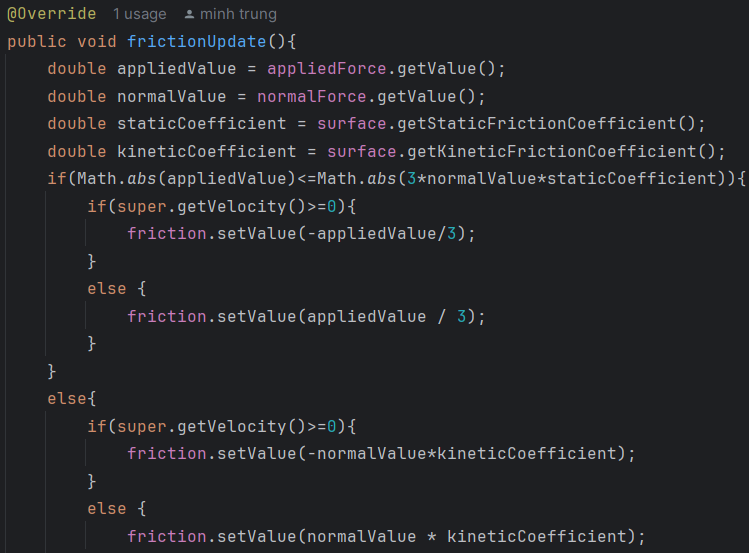 @Override 1 usage minh trung
public void frictionUpdate(){
    double appliedValue = appliedForce.getValue();
    double normalValue = normalForce.getValue();
    double staticCoefficient = surface.getStaticFrictionCoefficient();
    double kineticCoefficient = surface.getKineticFrictionCoefficient();
    if(Math.abs(appliedValue)<=Math.abs(3*normalValue*staticCoefficient)){
        if(super.getVelocity()>=0){
            friction.setValue(-appliedValue/3);
        }
        else {
            friction.setValue(appliedValue / 3);
        }
    }
    else{
        if(super.getVelocity()>=0){
            friction.setValue(-normalValue*kineticCoefficient);
        }
        else {
            friction.setValue(normalValue * kineticCoefficient);